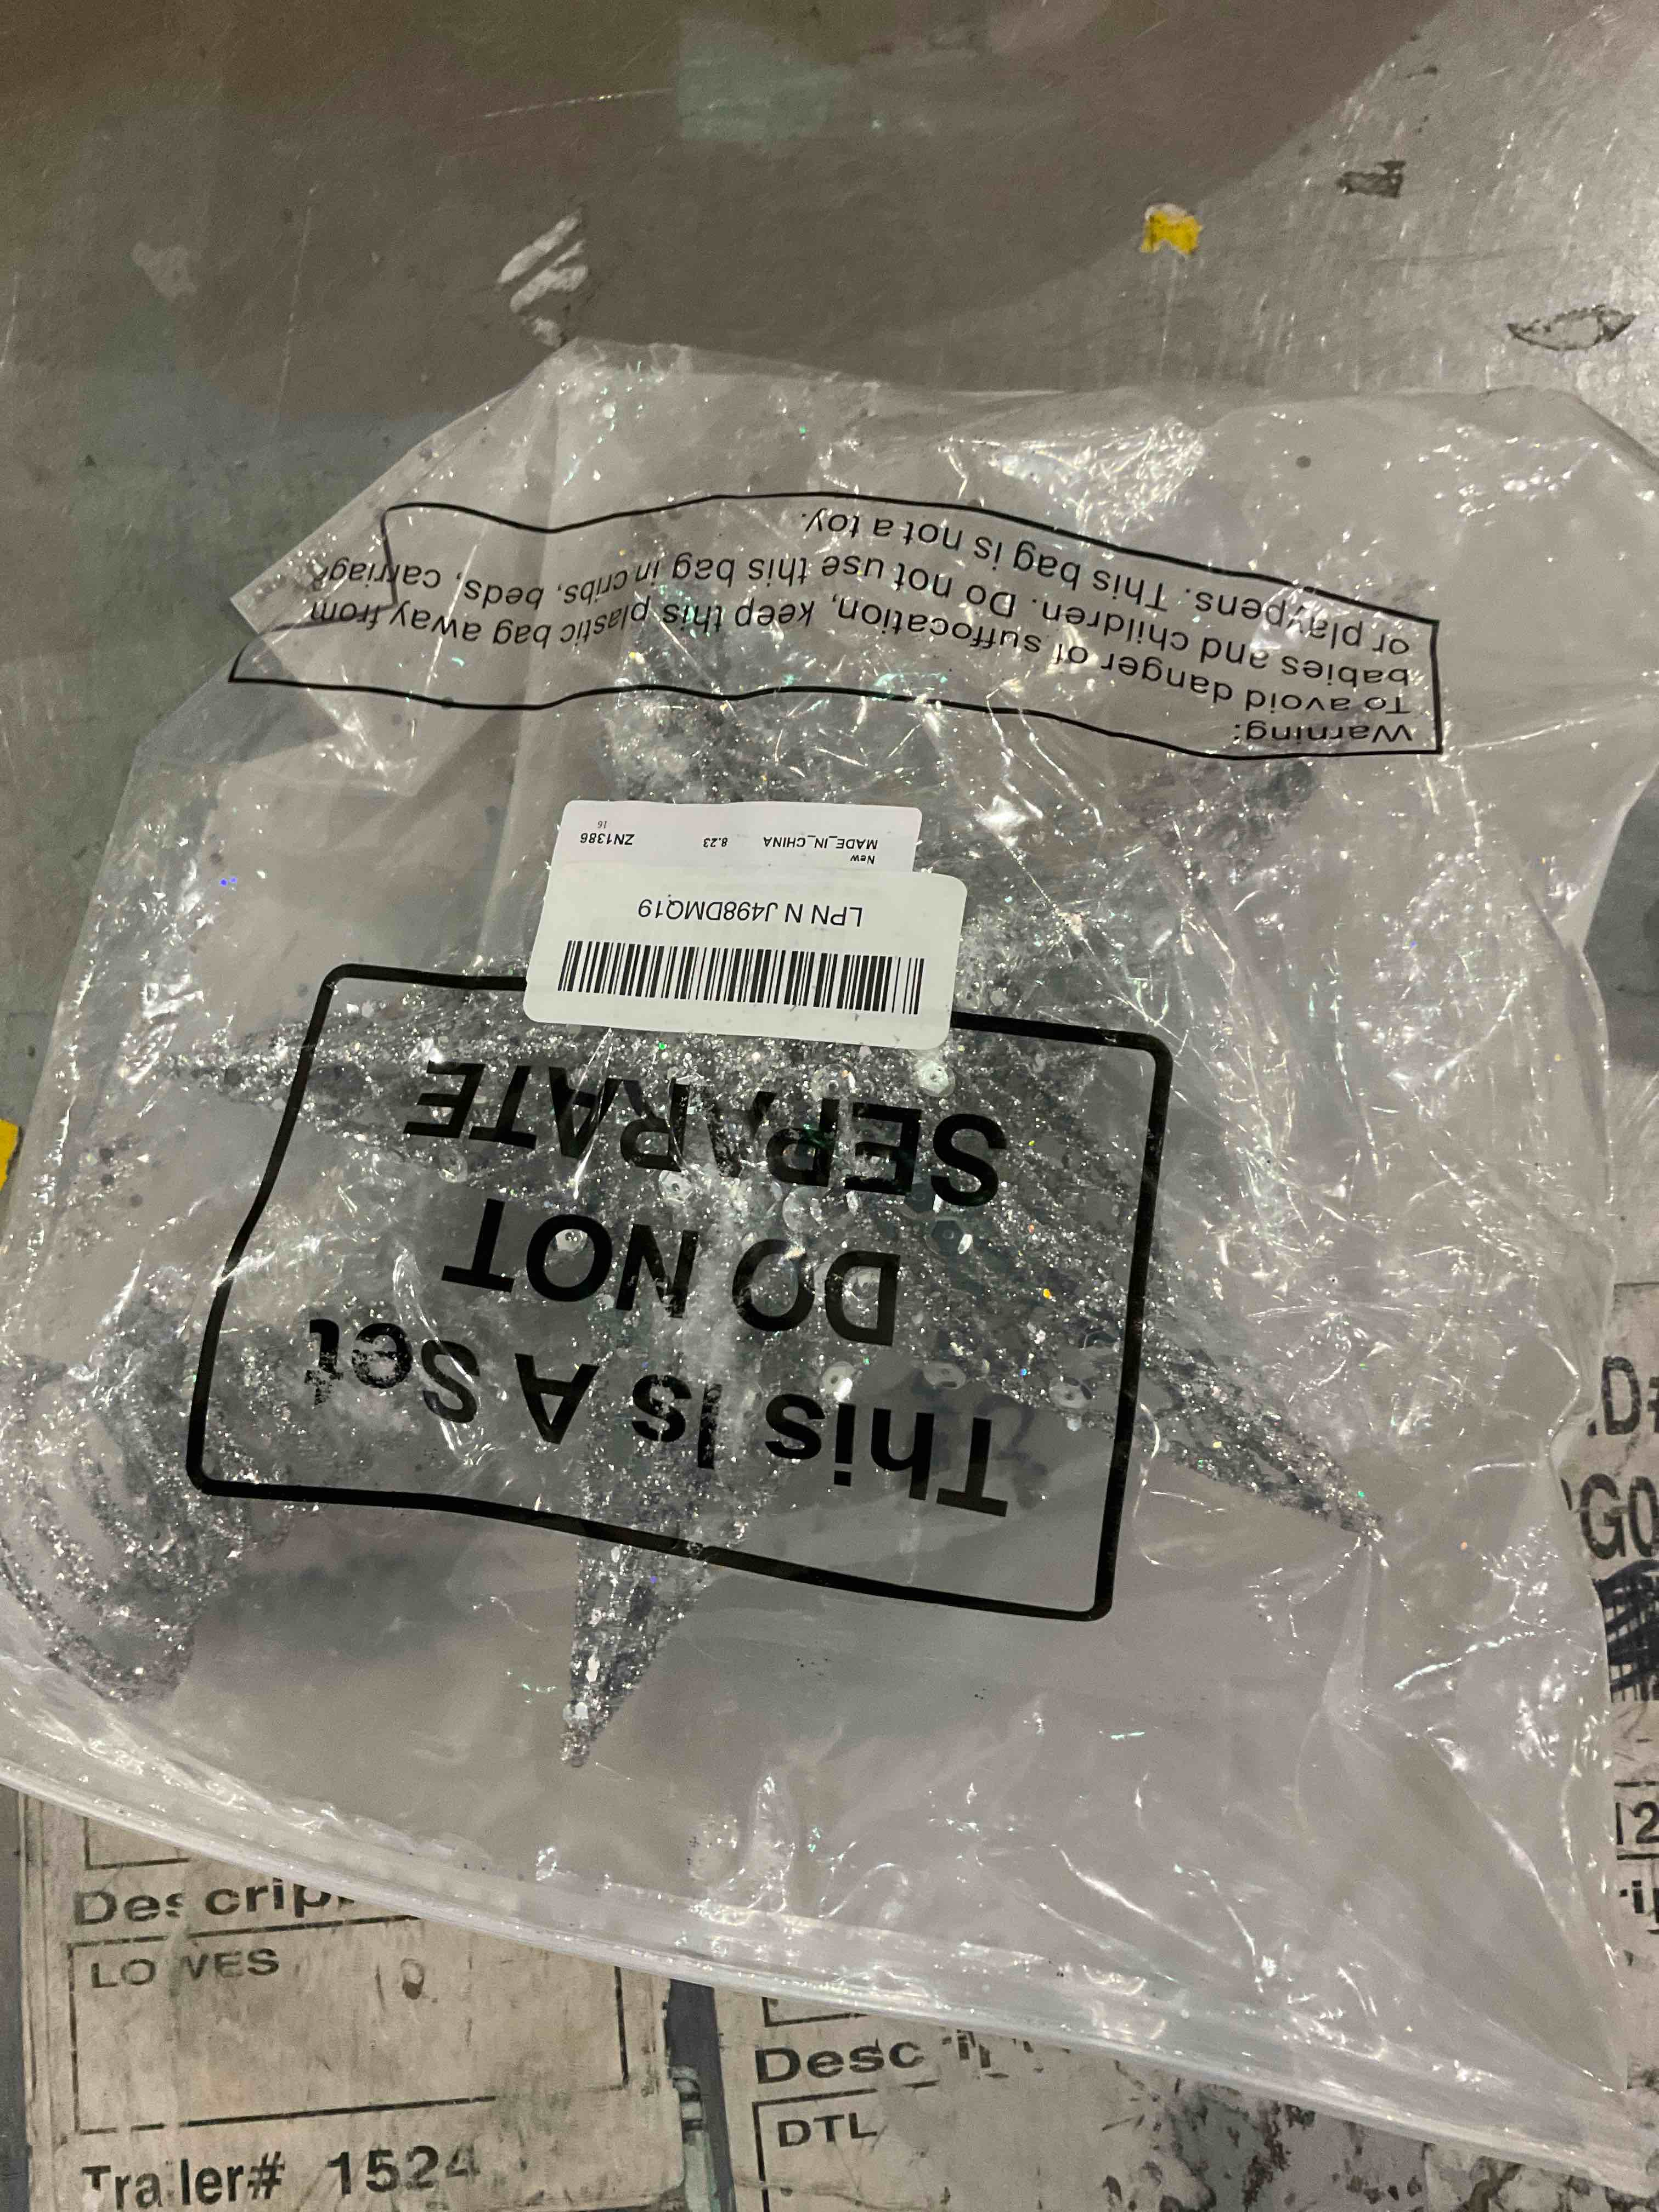 This Is A Set
DO NOT
SEPARATE
LPN N J498DMQ19
New
MADE_IN_CHINA 8.23 ZN1386
16
Warning:
To avoid danger of suffocation, keep this plastic bag away from
babies and children. Do not use this bag in cribs, beds, carriag
or playpens. This bag is not a toy.
Descrip
LOWES
Trailer# 1524
Desc
DTL
D#
G0
12